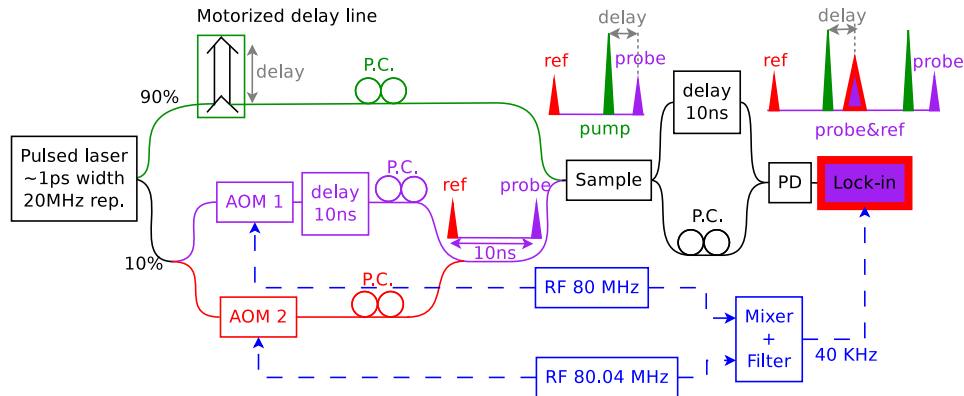 Motorized delay line
delay
90%
P.C.
Pulsed laser
~1ps width
20MHz rep.
10%
AOM 1
delay
10ns
P.C.
ref
probe
10ns
AOM 2
P.C.
delay
ref
probe
pump
Sample
delay
10ns
P.C.
delay
ref
probe
probe&ref
PD
Lock-in
RF 80 MHz
RF 80.04 MHz
Mixer
+
Filter
40 KHz